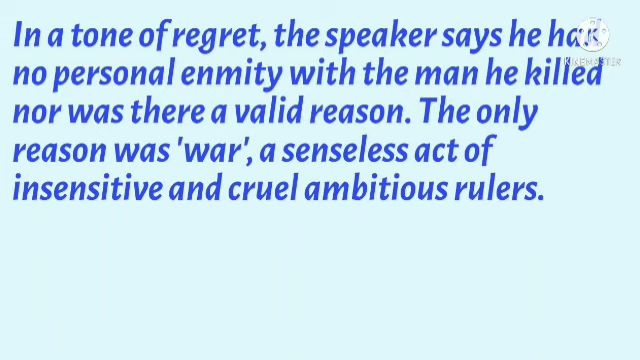 In a tone of regret, the speaker says he had
no personal enmity with the man he killed
nor was there a valid reason. The only
reason was 'war', a senseless act of
insensitive and cruel ambitious rulers.
KINEMASTER